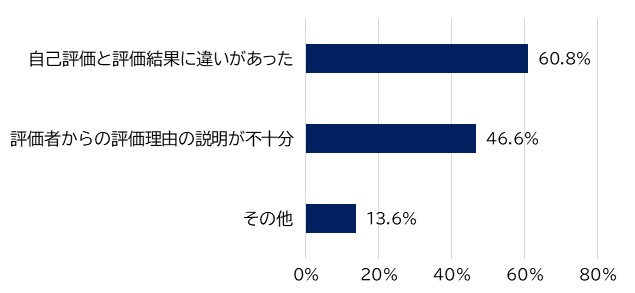 自己評価と評価結果に違いがあった 60.8%
評価者からの評価理由の説明が不十分 46.6%
その他 13.6%
0% 20% 40% 60% 80%